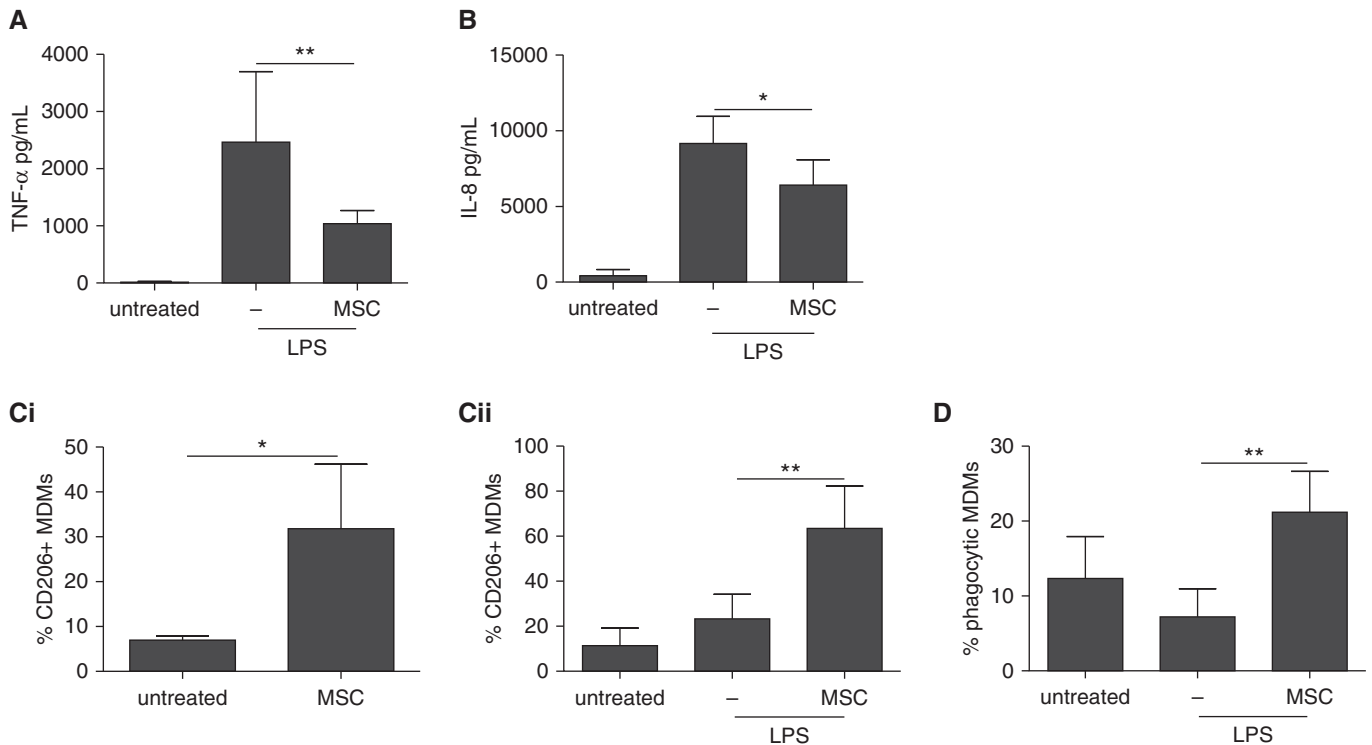 A
TNF-α pg/mL
4000
3000
2000
1000
0
**
untreated
–
MSC
LPS
B
IL-8 pg/mL
15000
10000
5000
0
*
untreated
–
MSC
LPS
Ci
% CD206+ MDMs
50
40
30
20
10
0
*
untreated
MSC
Cii
% CD206+ MDMs
100
80
60
40
20
0
**
untreated
–
MSC
LPS
D
% phagocytic MDMs
30
20
10
0
**
untreated
–
MSC
LPS